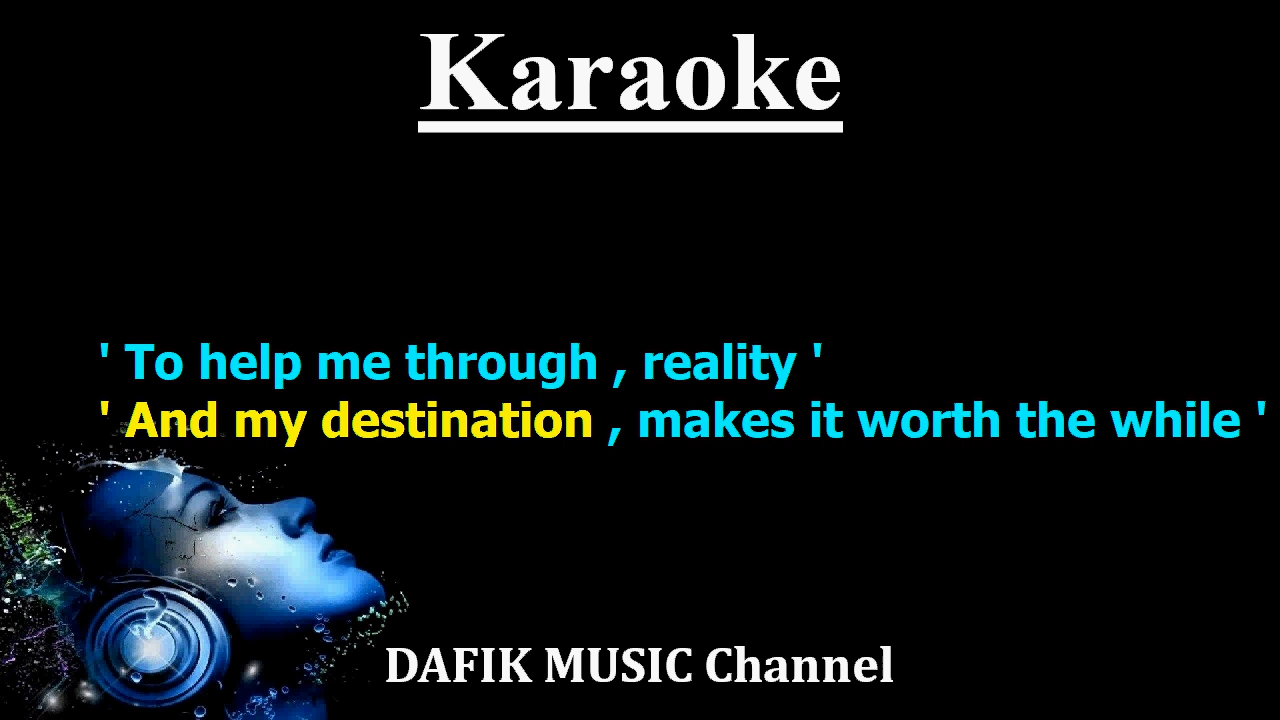 Karaoke
' To help me through , reality '
' And my destination , makes it worth the while '
DAFIK MUSIC Channel